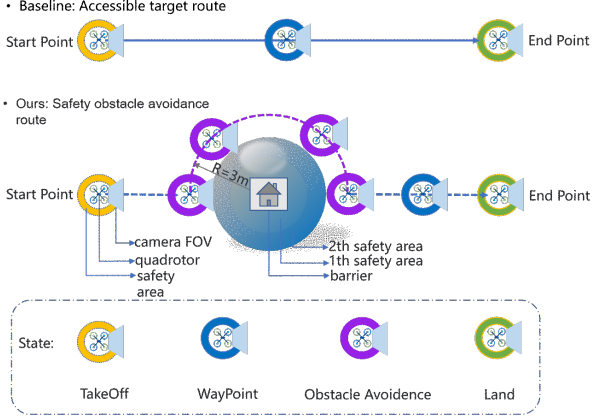 • Baseline: Accessible target route
Start Point
End Point
• Ours: Safety obstacle avoidance
route
R=3m
Start Point
End Point
camera FOV
quadrotor
safety
area
2th safety area
1th safety area
barrier
State:
TakeOff
WayPoint
Obstacle Avoidence
Land